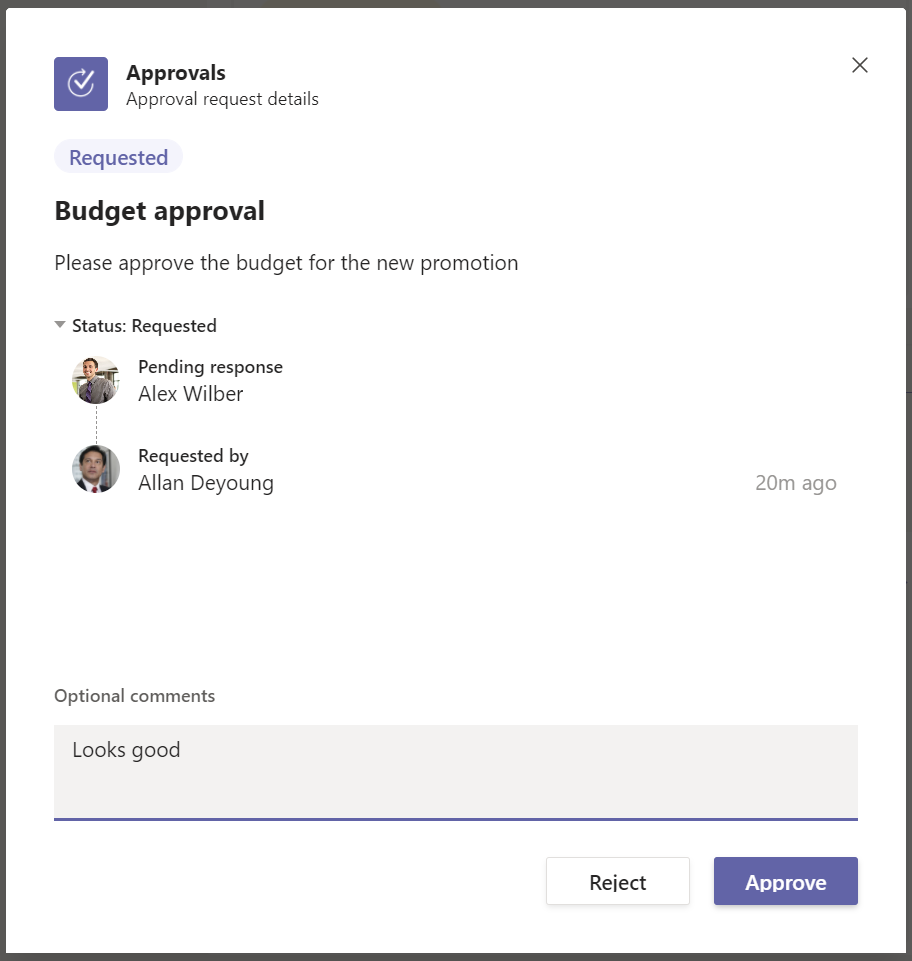 Approvals
Approval request details
Requested
Budget approval
Please approve the budget for the new promotion
Status: Requested
Pending response
Alex Wilber
Requested by
Allan Deyoung
20m ago
Optional comments
Looks good
Reject
Approve